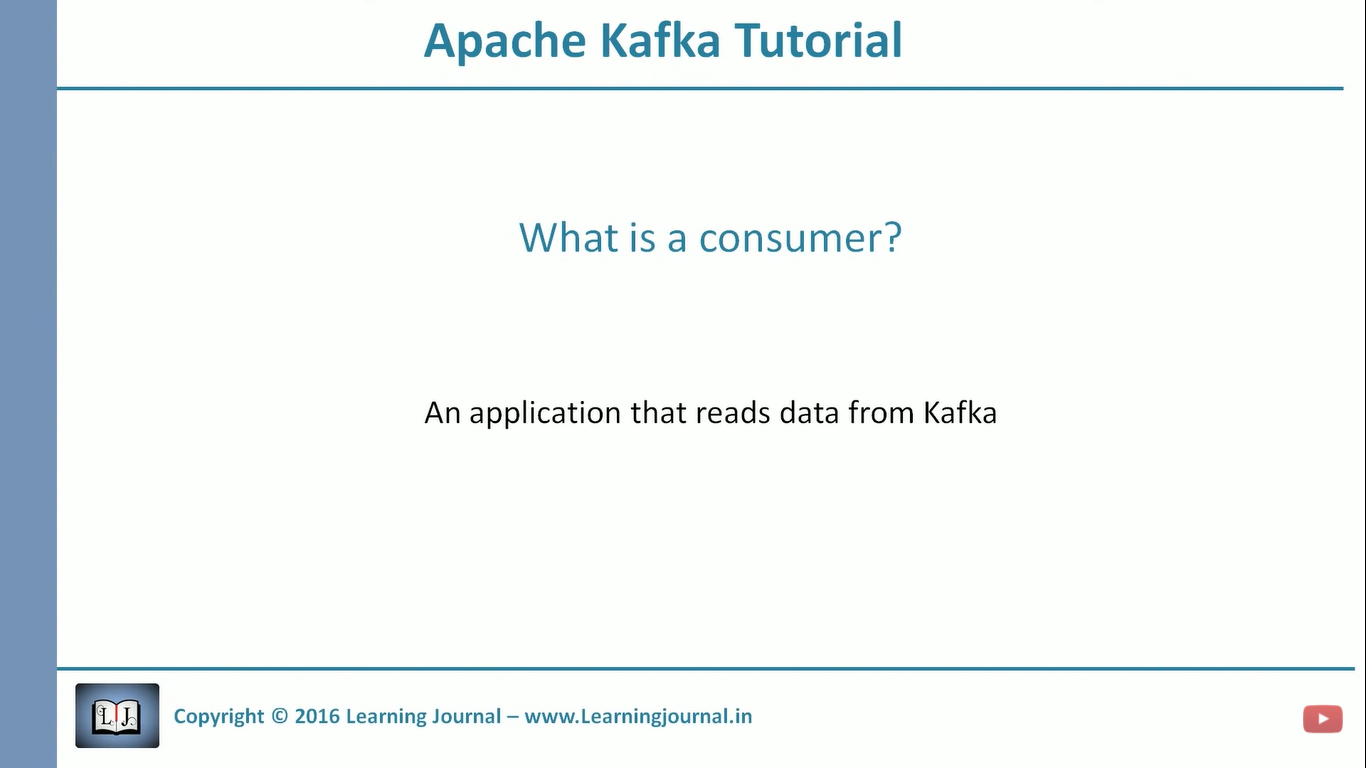 Apache Kafka Tutorial
What is a consumer?
An application that reads data from Kafka
LJ
Copyright © 2016 Learning Journal – www.Learningjournal.in